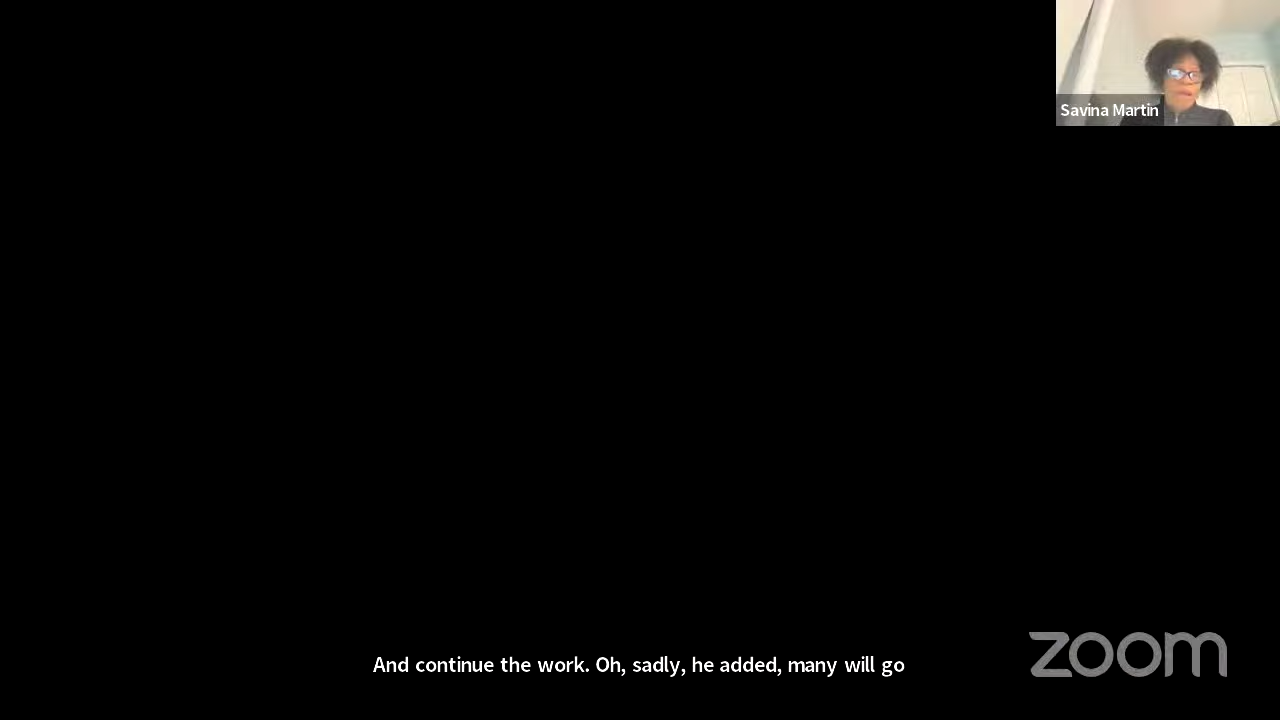 Savina Martin
And continue the work. Oh, sadly, he added, many will go
zoom